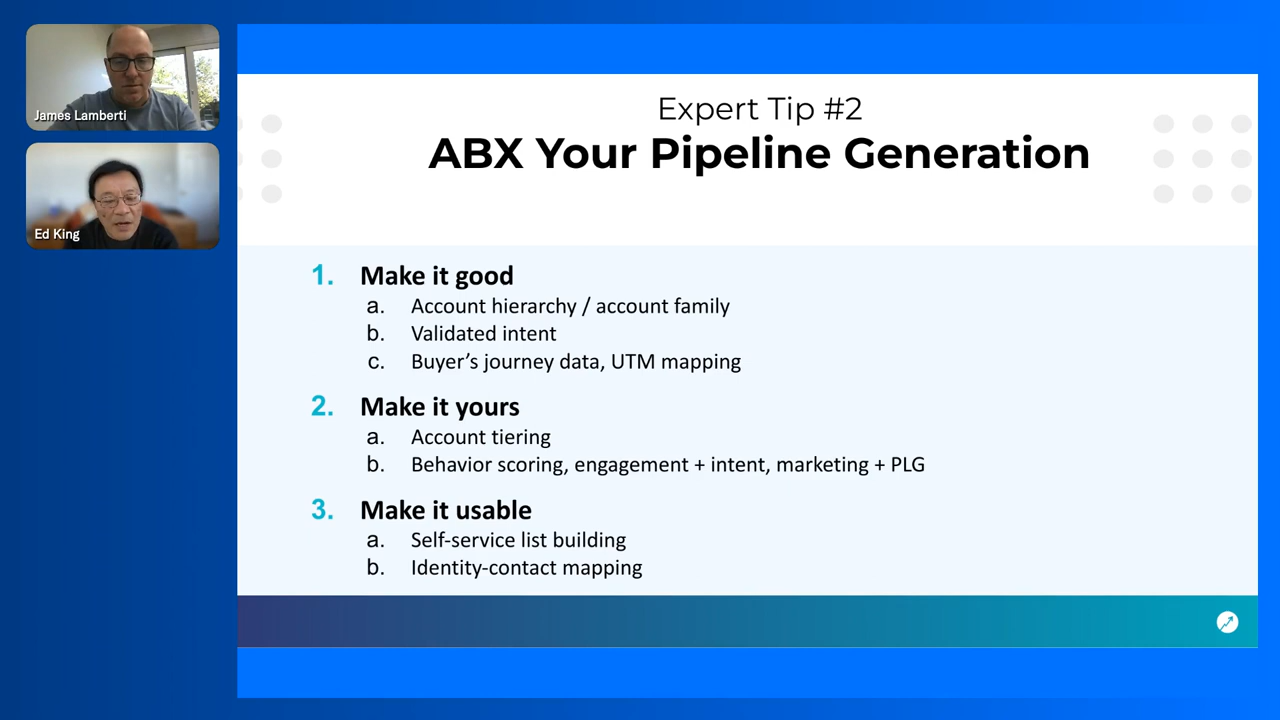 James Lamberti
Ed King
Expert Tip #2
ABX Your Pipeline Generation
1. Make it good
a. Account hierarchy / account family
b. Validated intent
c. Buyer's journey data, UTM mapping
2. Make it yours
a. Account tiering
b. Behavior scoring, engagement + intent, marketing + PLG
3. Make it usable
a. Self-service list building
b. Identity-contact mapping